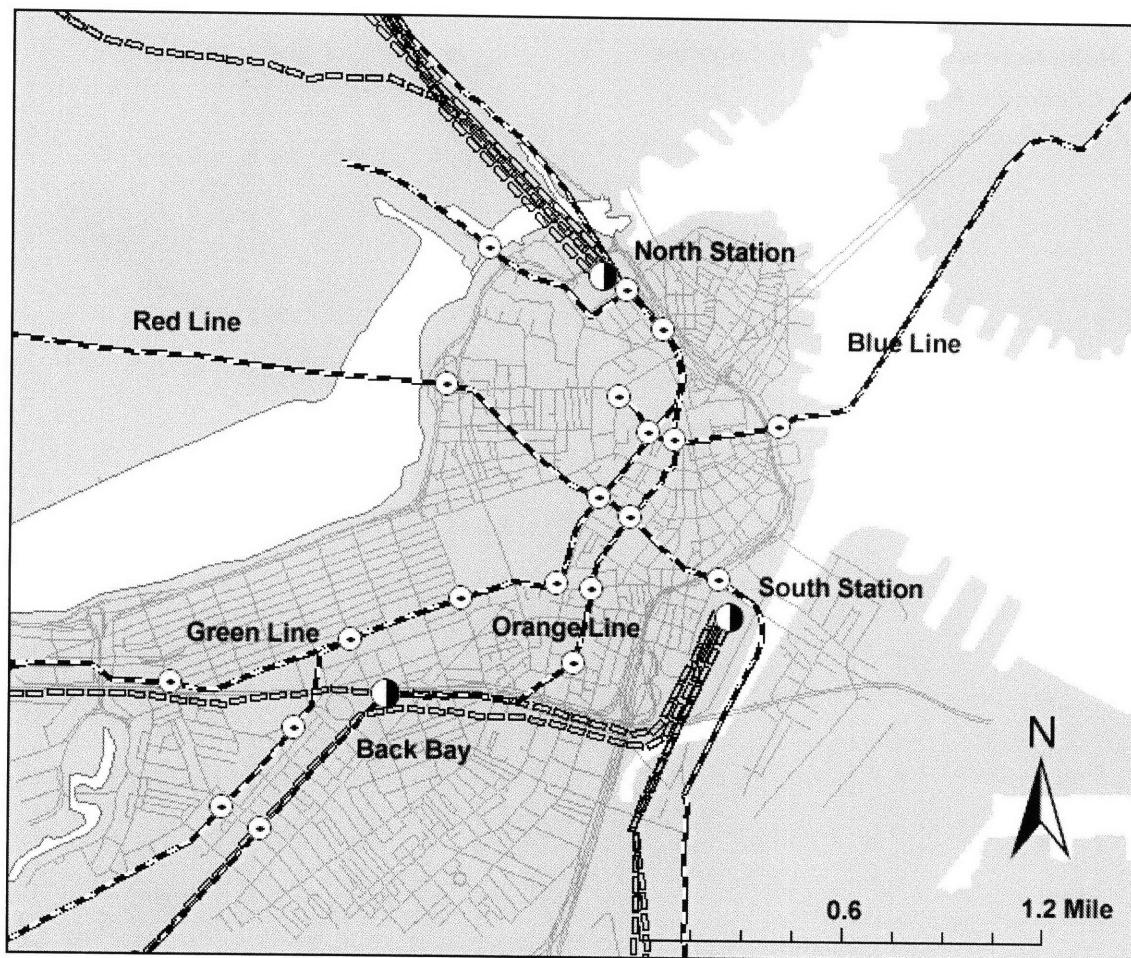 North Station
Red Line
Blue Line
South Station
Green Line
Orange Line
Back Bay
N
0.6
1.2 Mile